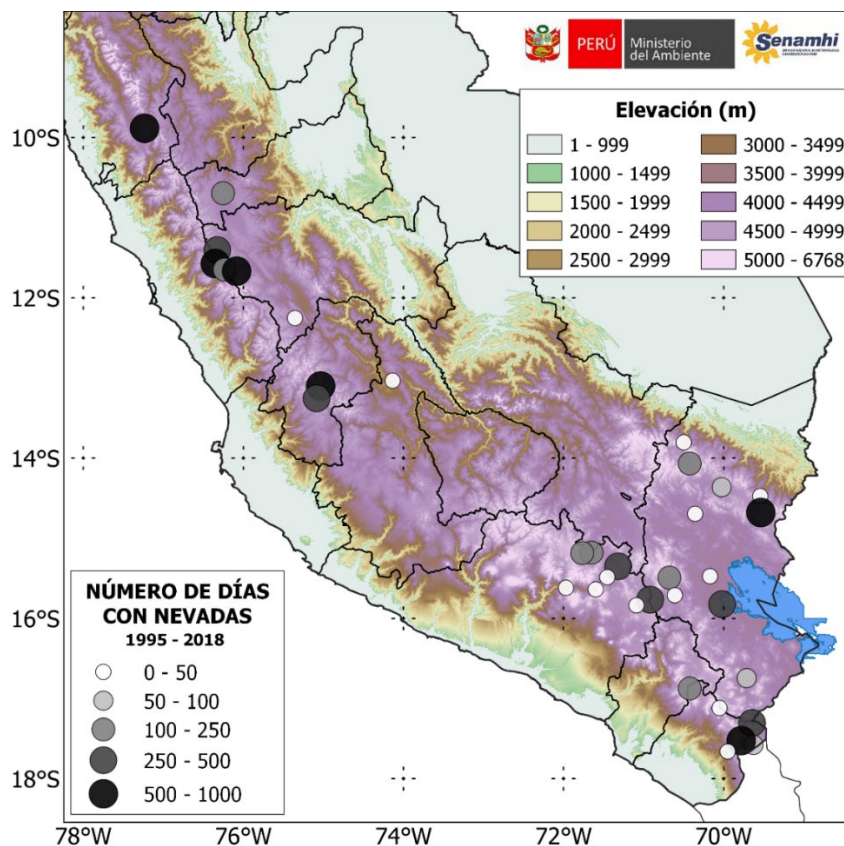 PERÚ
Ministerio
del Ambiente
Senamhi
Elevación (m)
1 - 999
1000 - 1499
1500 - 1999
2000 - 2499
2500 - 2999
3000 - 3499
3500 - 3999
4000 - 4499
4500 - 4999
5000 - 6768
10°S
12°S
14°S
16°S
18°S
NÚMERO DE DÍAS
CON NEVADAS
1995 - 2018
0 - 50
50 - 100
100 - 250
250 - 500
500 - 1000
78°W
76°W
74°W
72°W
70°W